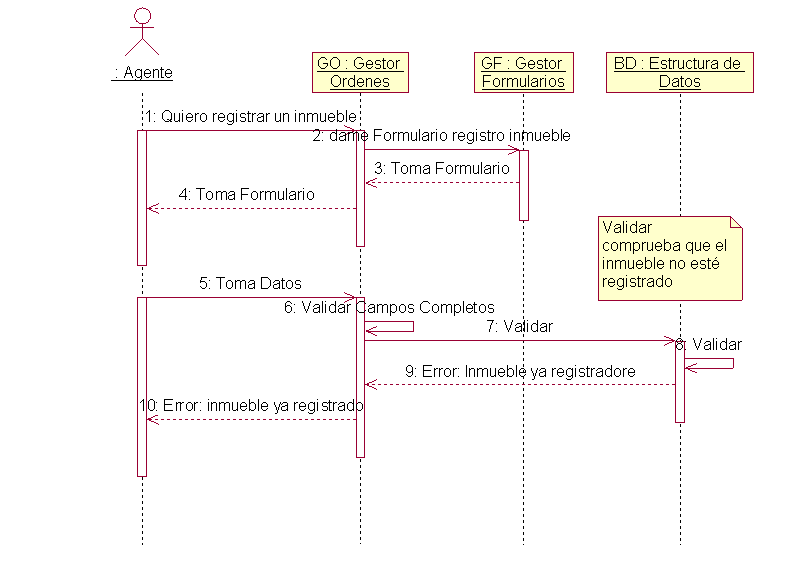 : Agente
GO : Gestor
Ordenes
GF : Gestor
Formularios
BD : Estructura de
Datos
1: Quiero registrar un inmueble
2: dame Formulario registro inmueble
3: Toma Formulario
4: Toma Formulario
Validar
comprueba que el
inmueble no esté
registrado
5: Toma Datos
6: Validar Campos Completos
7: Validar
8: Validar
9: Error: Inmueble ya registradore
10: Error: inmueble ya registrado